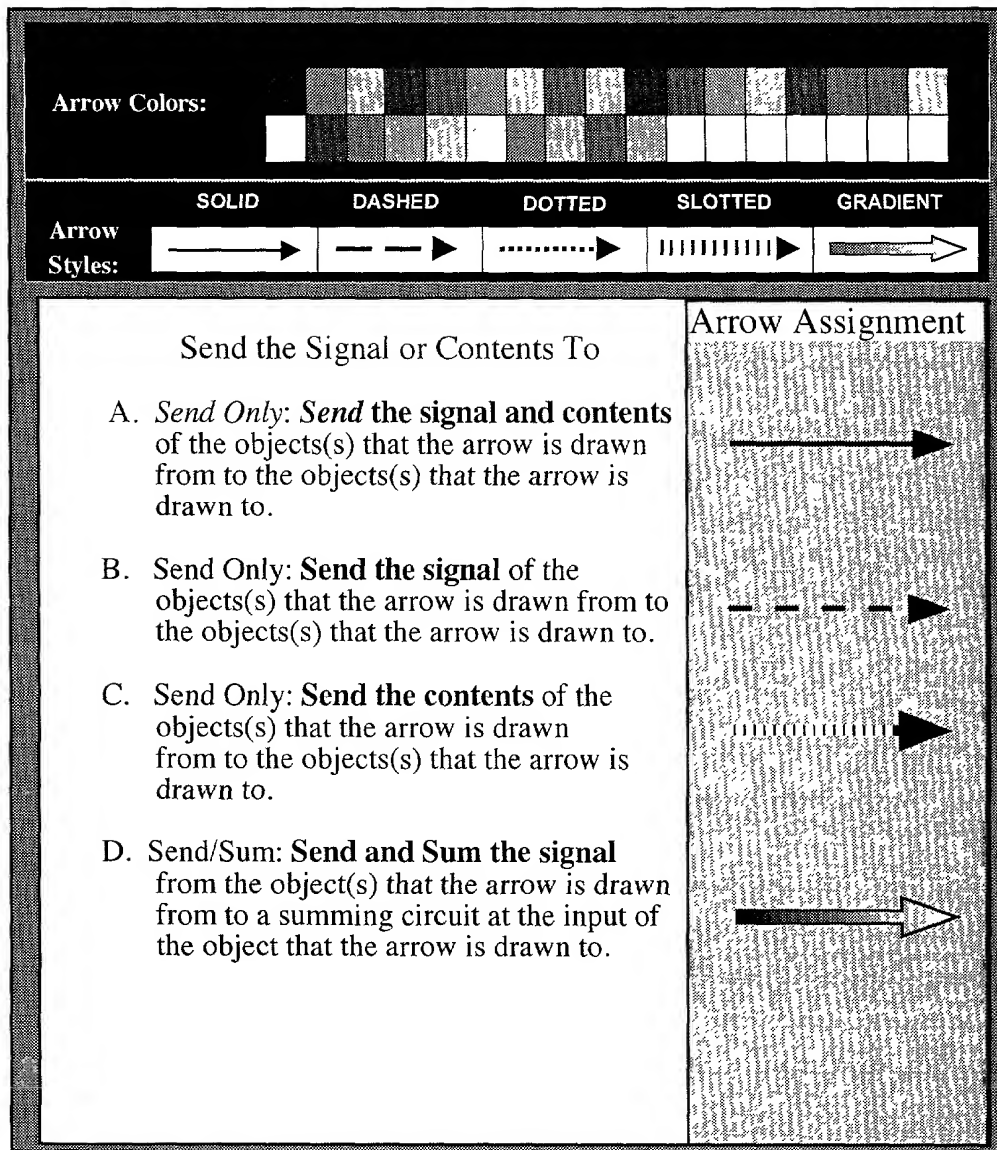 Arrow Colors:
SOLID DASHED DOTTED SLOTTED GRADIENT
Arrow
Styles:
Send the Signal or Contents To
Arrow Assignment
A. Send Only: Send the signal and contents
of the objects(s) that the arrow is drawn
from to the objects(s) that the arrow is
drawn to.
B. Send Only: Send the signal of the
objects(s) that the arrow is drawn from to
the objects(s) that the arrow is drawn to.
C. Send Only: Send the contents of the
objects(s) that the arrow is drawn
from to the objects(s) that the arrow is
drawn to.
D. Send/Sum: Send and Sum the signal
from the object(s) that the arrow is drawn
from to a summing circuit at the input of
the object that the arrow is drawn to.